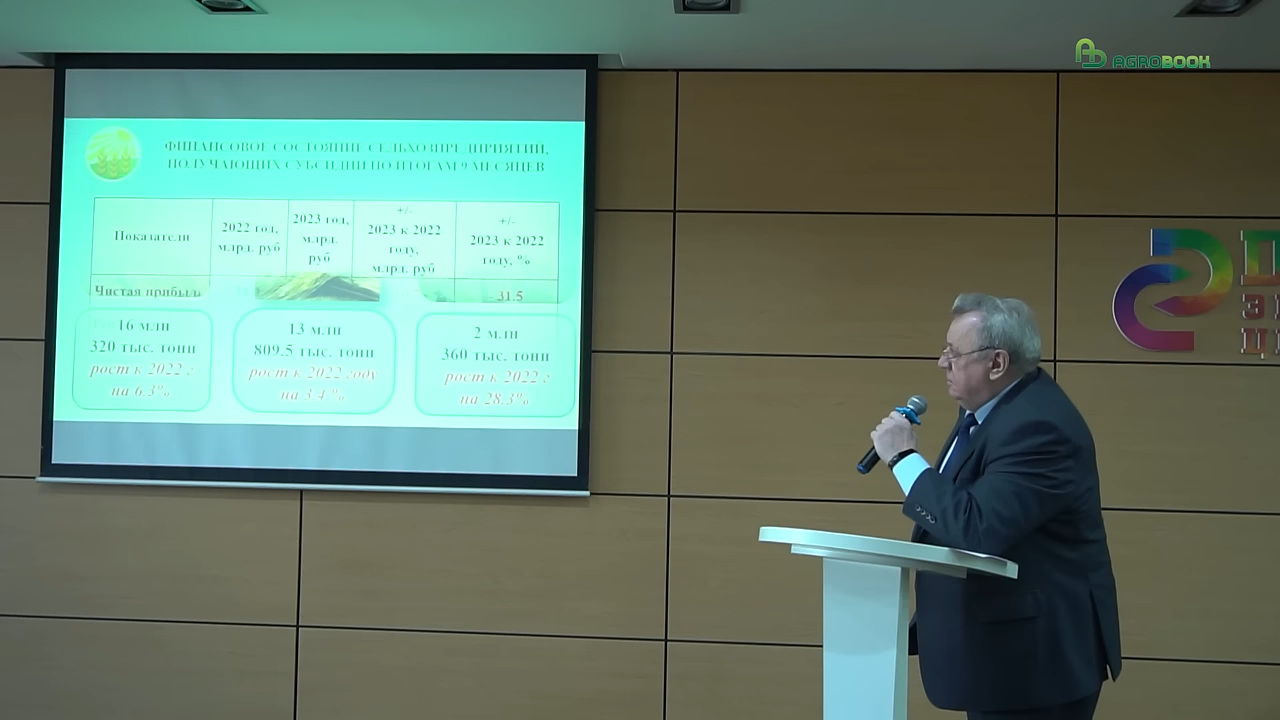 AGROBOOK
ФИНАНСОВОЕ СОСТОЯНИЕ СЕЛЬХОЗПРЕДПРИЯТИЙ,
ПОЛУЧАЮЩИХ СУБСИДИИ ПО ИТОГАМ 9 МЕСЯЦЕВ
Показатели
2022 год,
млрд. руб
2023 год,
млрд.
руб
+/-
2023 к 2022
году,
млрд. руб
+/-
2023 к 2022
году, %
Чистая прибыль
31.5
16 млн
320 тыс. тонн
рост к 2022 г.
на 6.3%
13 млн
809.5 тыс. тонн
рост к 2022 году
на 3.4 %
2 млн
360 тыс. тонн
рост к 2022 г.
на 28.3%